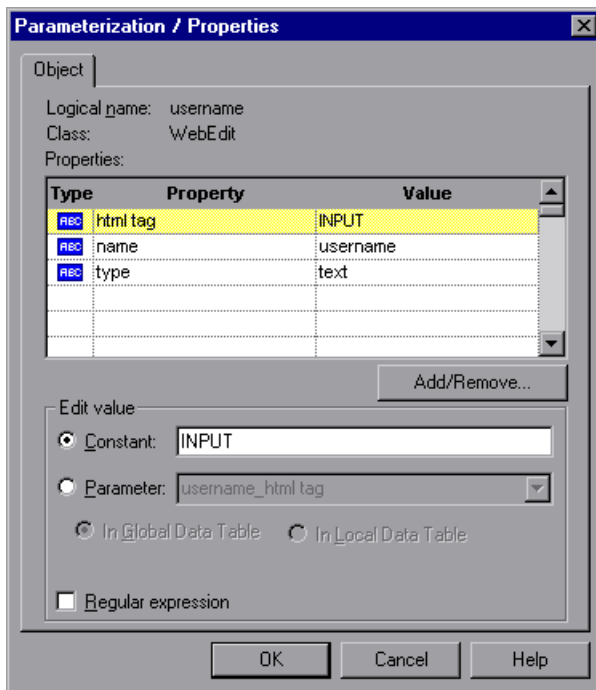 Parameterization / Properties
Object
Logical name: username
Class: WebEdit
Properties:
Type Property Value
ABC html tag INPUT
ABC name username
ABC type text
Add/Remove...
Edit value
Constant: INPUT
Parameter: username_html tag
In Global Data Table In Local Data Table
Regular expression
OK Cancel Help